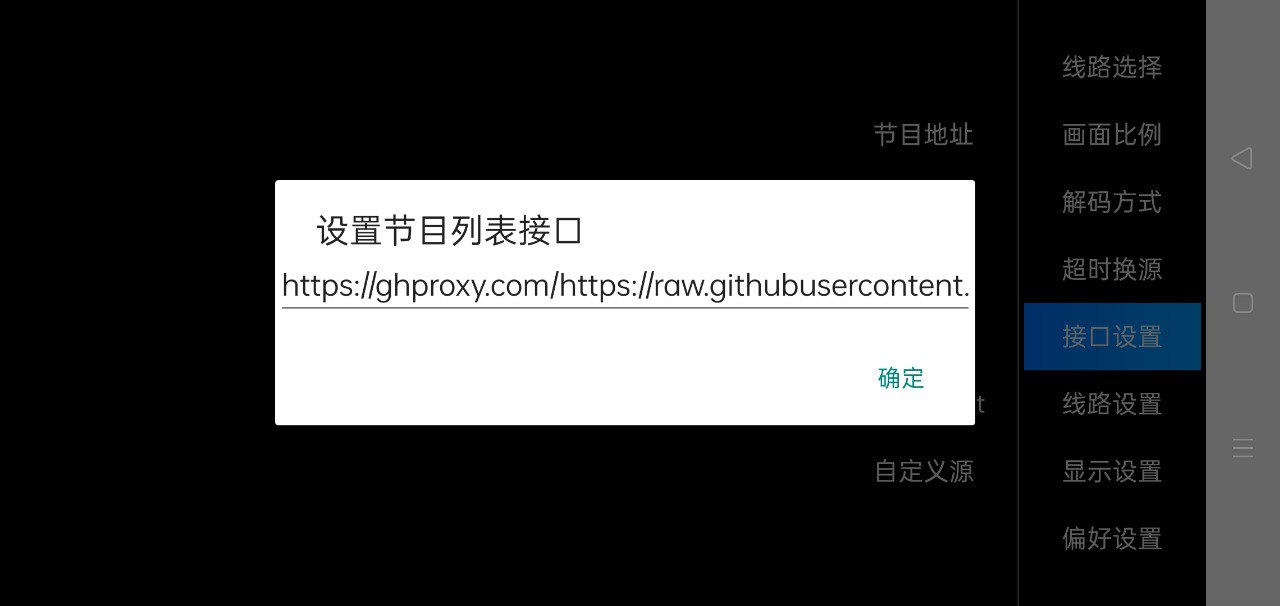 线路选择
节目地址
画面比例
解码方式
设置节目列表接口
超时换源
https://ghproxy.com/https://raw.githubusercontent.
接口设置
确定
t
线路设置
自定义源
显示设置
偏好设置